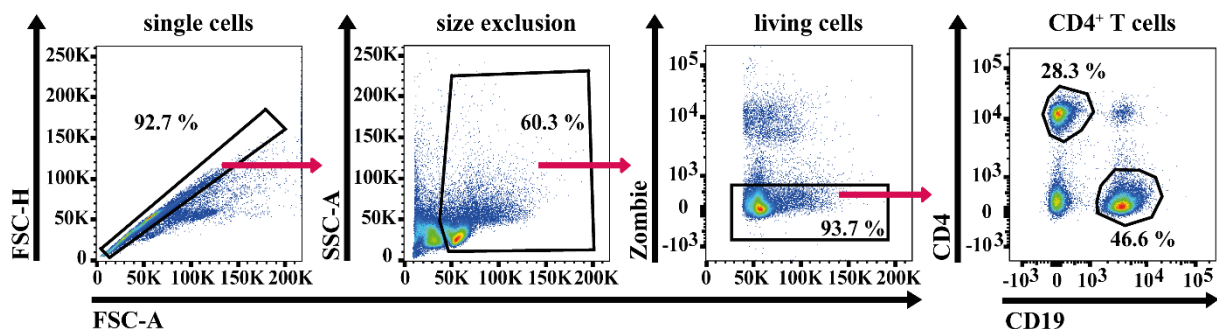 single cells
size exclusion
living cells
CD4⁺ T cells
FSC-H
250K
200K
150K
100K
50K
0
92.7 %
0 50K 100K 150K 200K
SSC-A
250K
200K
150K
100K
50K
0
60.3 %
0 50K 100K 150K 200K
Zombie
10⁵
10⁴
10³
0
-10³
93.7 %
0 50K 100K 150K 200K
CD4
10⁵
10⁴
10³
0
-10³
28.3 %
46.6 %
-10³ 0 10³ 10⁴ 10⁵
FSC-A
CD19